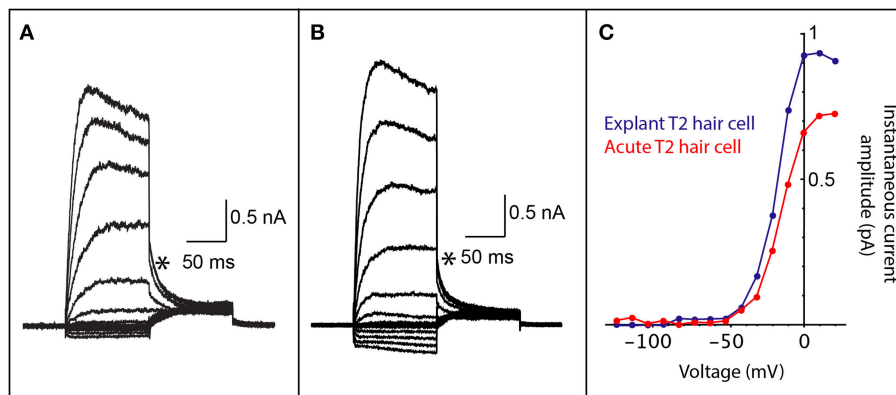 A
B
C
*
0.5 nA
50 ms
*
0.5 nA
50 ms
Explant T2 hair cell
Acute T2 hair cell
1
0.5
Instantaneous current
amplitude (pA)
−100
−50
0
Voltage (mV)